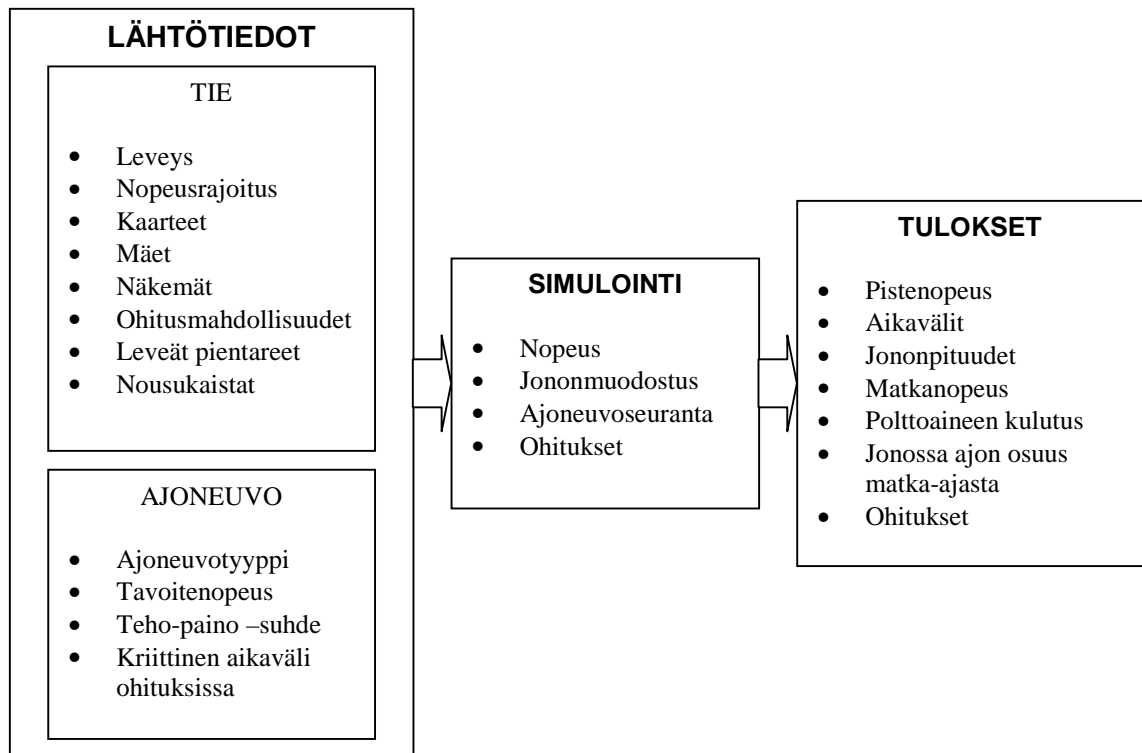 LÄHTÖTIEDOT
TIE
• Leveys
• Nopeusrajoitus
• Kaarteet
• Mäet
• Näkemät
• Ohitusmahdollisuudet
• Leveät pientareet
• Nousukaistat
AJONEUVO
• Ajoneuvotyyppi
• Tavoitenopeus
• Teho-paino –suhde
• Kriittinen aikaväli
ohituksissa
SIMULOINTI
• Nopeus
• Jononmuodostus
• Ajoneuvoseuranta
• Ohitukset
TULOKSET
• Pistenopeus
• Aikavälit
• Jononpituudet
• Matkanopeus
• Polttoaineen kulutus
• Jonossa ajon osuus
matka-ajasta
• Ohitukset